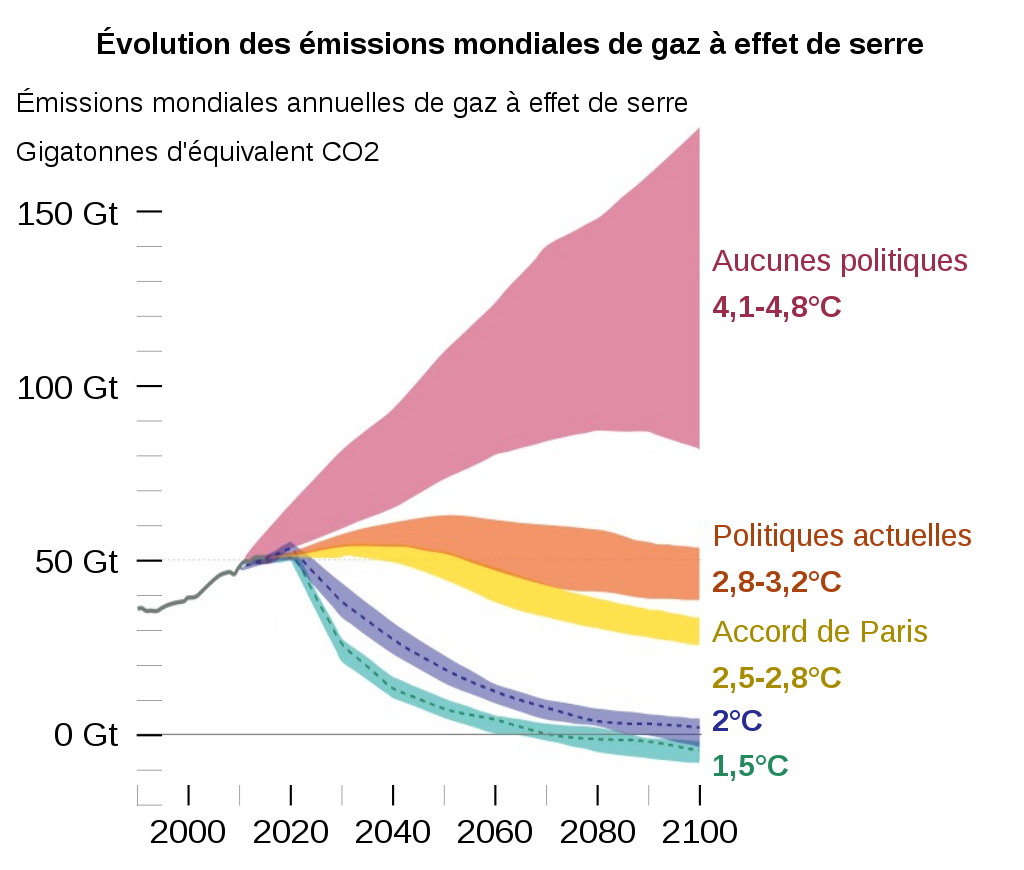 Évolution des émissions mondiales de gaz à effet de serre
Émissions mondiales annuelles de gaz à effet de serre
Gigatonnes d'équivalent CO2
150 Gt
100 Gt
50 Gt
0 Gt
Aucunes politiques
4,1-4,8°C
Politiques actuelles
2,8-3,2°C
Accord de Paris
2,5-2,8°C
2°C
1,5°C
2000 2020 2040 2060 2080 2100